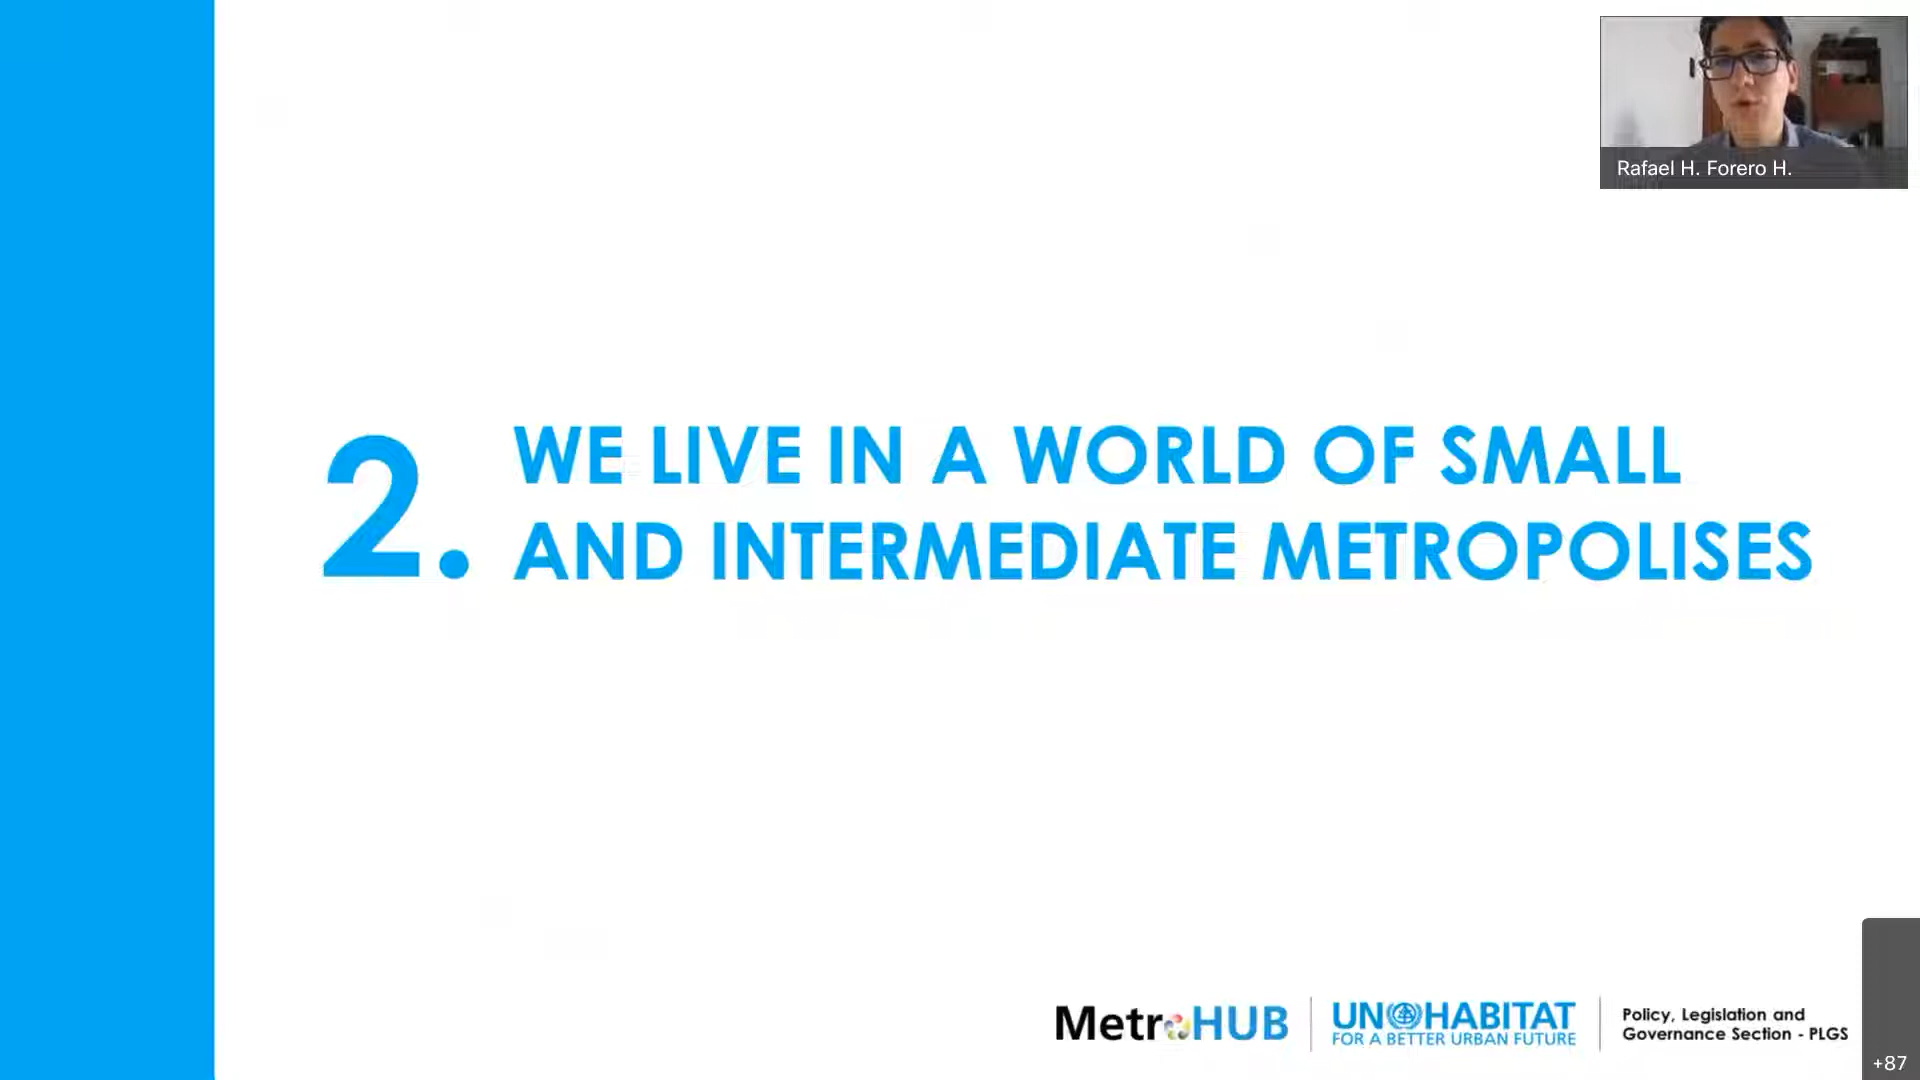 Rafael H. Forero H.
2. WE LIVE IN A WORLD OF SMALL
AND INTERMEDIATE METROPOLISES
MetroHUB
UN HABITAT
FOR A BETTER URBAN FUTURE
Policy, Legislation and
Governance Section - PLGS
+87